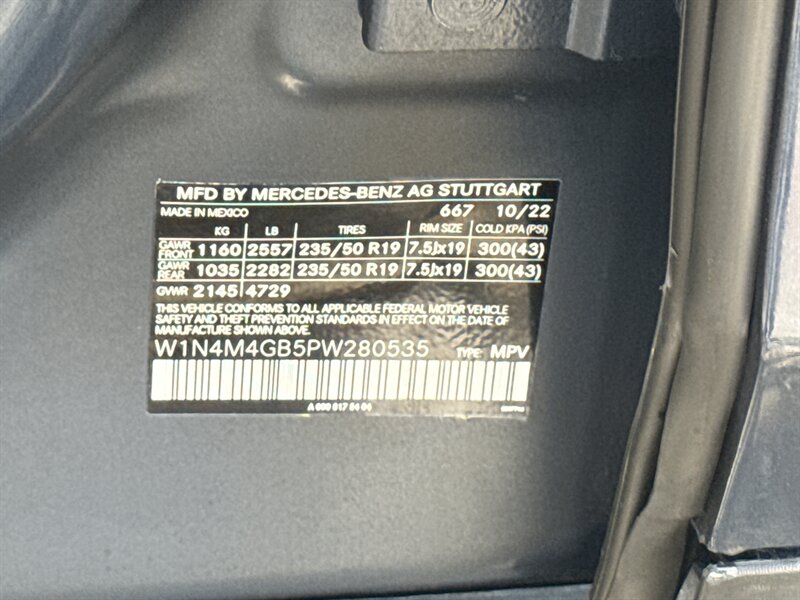 MFD BY MERCEDES-BENZ AG STUTTGART
MADE IN MEXICO 667 10/22
KG LB TIRES RIM SIZE COLD KPA (PSI)
GAWR FRONT 1160 2557 235/50 R19 7.5Jx19 300(43)
GAWR REAR 1035 2282 235/50 R19 7.5Jx19 300(43)
GVWR 2145 4729
THIS VEHICLE CONFORMS TO ALL APPLICABLE FEDERAL MOTOR VEHICLE
SAFETY AND THEFT PREVENTION STANDARDS IN EFFECT ON THE DATE OF
MANUFACTURE SHOWN ABOVE.
W1N4M4GB5PW280535 TYPE: MPV